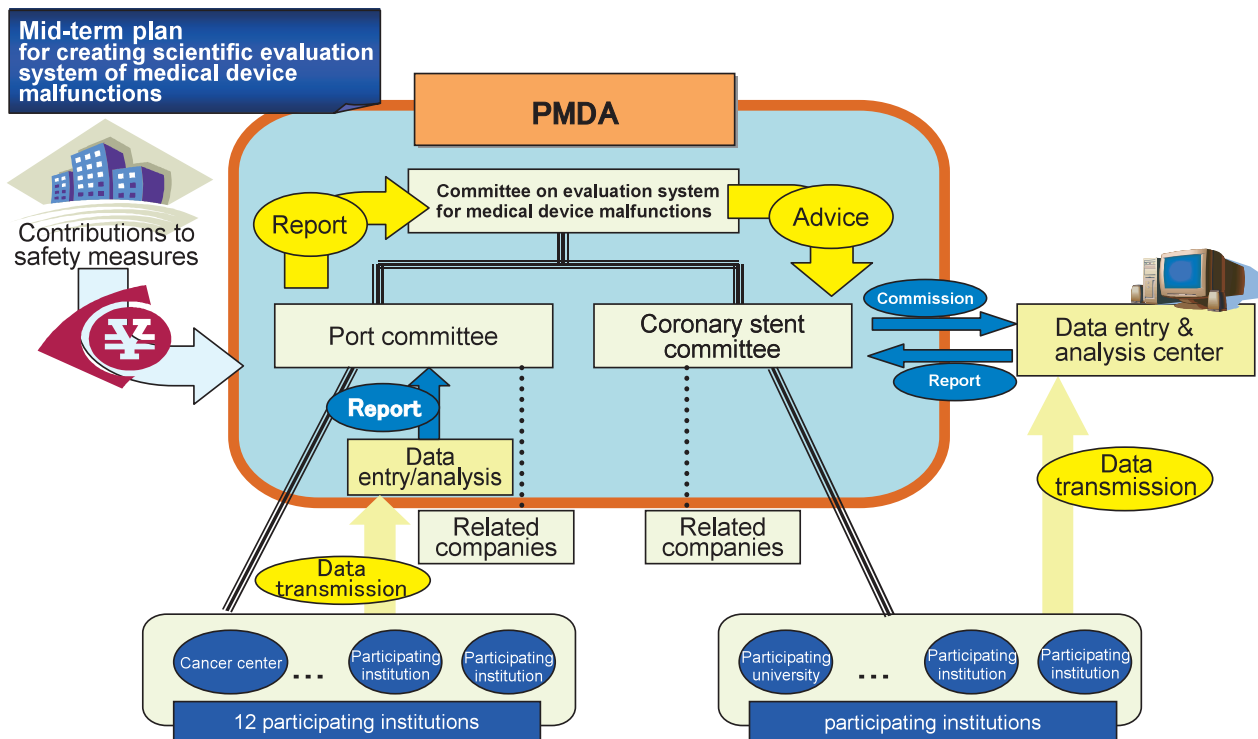 Mid-term plan
for creating scientific evaluation
system of medical device
malfunctions
PMDA
Committee on evaluation system
for medical device malfunctions
Report
Advice
Contributions to
safety measures
¥
Port committee
Coronary stent
committee
Commission
Report
Data entry &
analysis center
Report
Data
entry/analysis
Related
companies
Related
companies
Data
transmission
Data
transmission
Cancer center
...
Participating
institution
Participating
institution
12 participating institutions
Participating
university
...
Participating
institution
Participating
institution
participating institutions